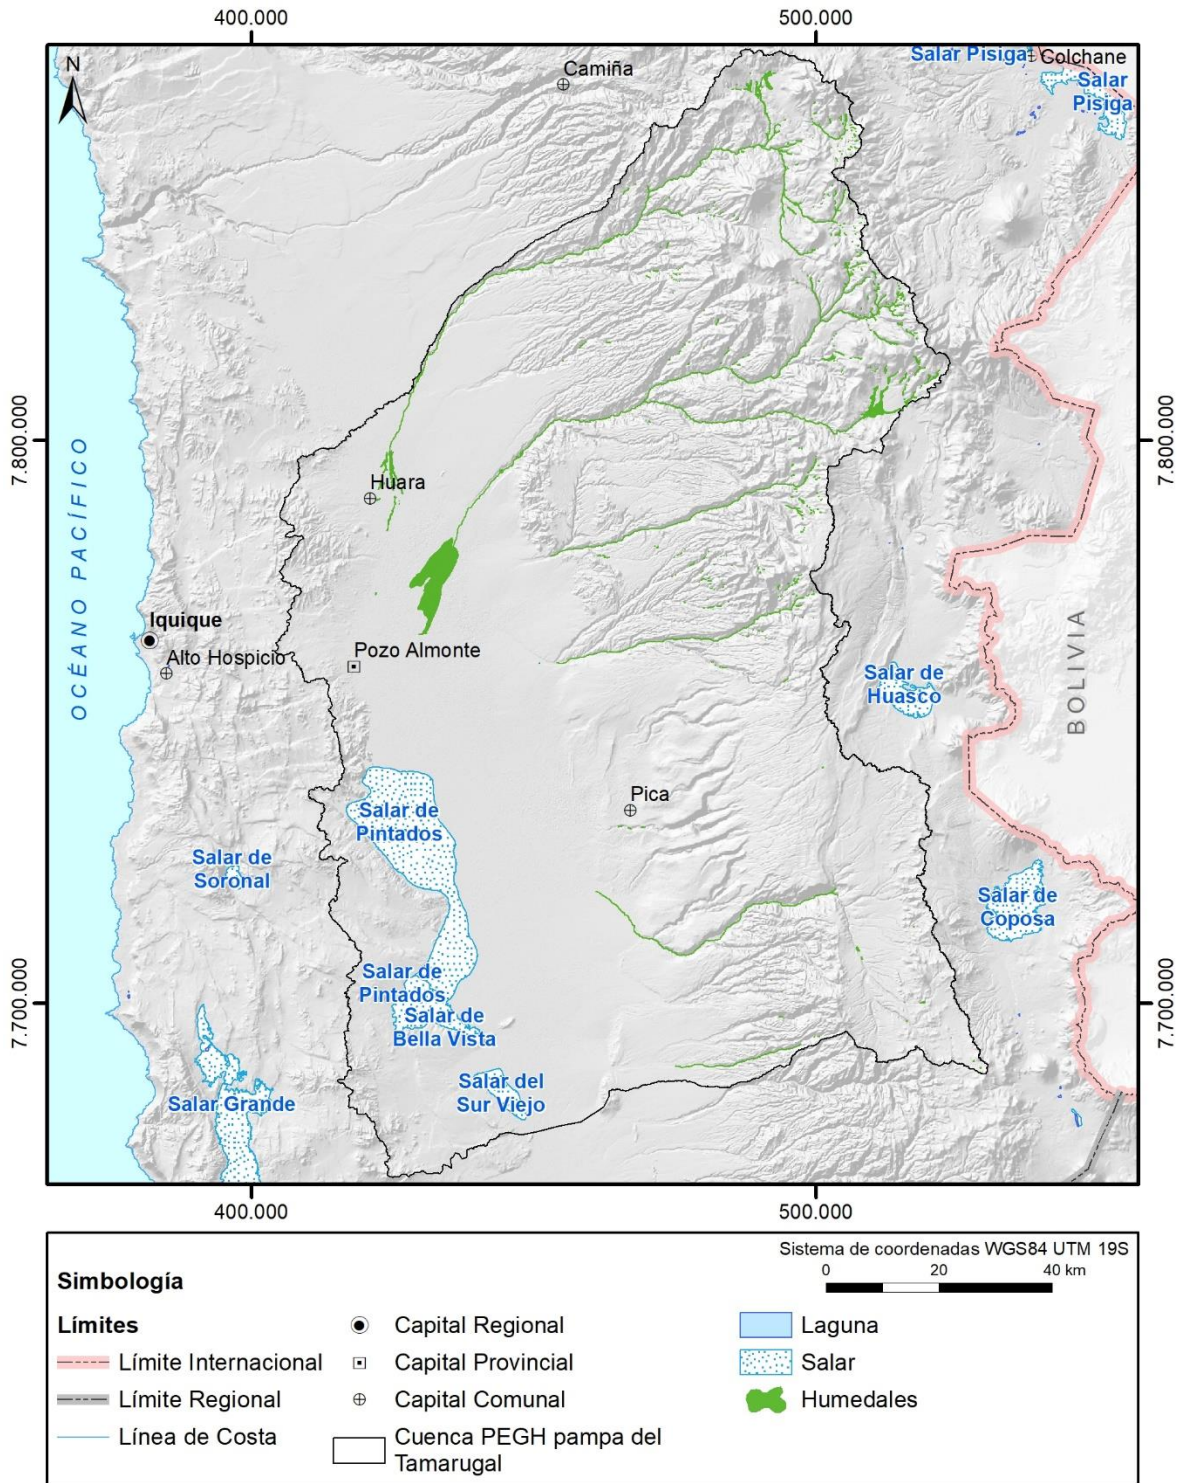 400.000
500.000
N
Camiña
Salar Pisiga
Colchane
Salar
Pisiga
7.800.000
7.800.000
OCÉANO PACÍFICO
Huara
Iquique
Alto Hospicio
Pozo Almonte
Salar de
Huasco
BOLIVIA
Pica
Salar de
Pintados
Salar de
Soronal
Salar de
Coposa
Salar de
Pintados
Salar de
Bella Vista
7.700.000
7.700.000
Salar del
Sur Viejo
Salar Grande
400.000
500.000
Sistema de coordenadas WGS84 UTM 19S
0 20 40 km
Simbología
Límites
Límite Internacional
Límite Regional
Línea de Costa
Capital Regional
Capital Provincial
Capital Comunal
Cuenca PEGH pampa del
Tamarugal
Laguna
Salar
Humedales